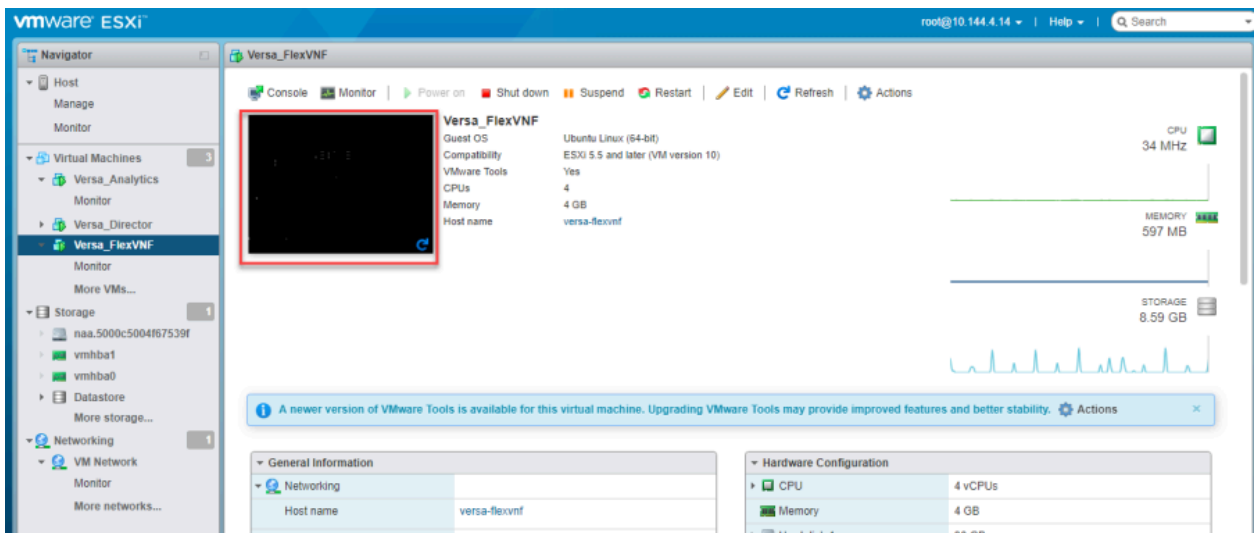 vmware ESXi™
root@10.144.4.14 | Help | Search
Navigator
Host
Manage
Monitor
Virtual Machines 3
Versa_Analytics
Monitor
Versa_Director
Versa_FlexVNF
Monitor
More VMs...
Storage 1
naa.5000c5004f67539f
vmhba1
vmhba0
Datastore
More storage...
Networking 1
VM Network
Monitor
More networks...
Versa_FlexVNF
Console Monitor | Power on Shut down Suspend Restart | Edit | Refresh | Actions
Versa_FlexVNF
Guest OS Ubuntu Linux (64-bit)
Compatibility ESXi 5.5 and later (VM version 10)
VMware Tools Yes
CPUs 4
Memory 4 GB
Host name versa-flexvnf
CPU
34 MHz
MEMORY
597 MB
STORAGE
8.59 GB
A newer version of VMware Tools is available for this virtual machine. Upgrading VMware Tools may provide improved features and better stability. Actions
General Information
Networking
Host name versa-flexvnf
Hardware Configuration
CPU 4 vCPUs
Memory 4 GB